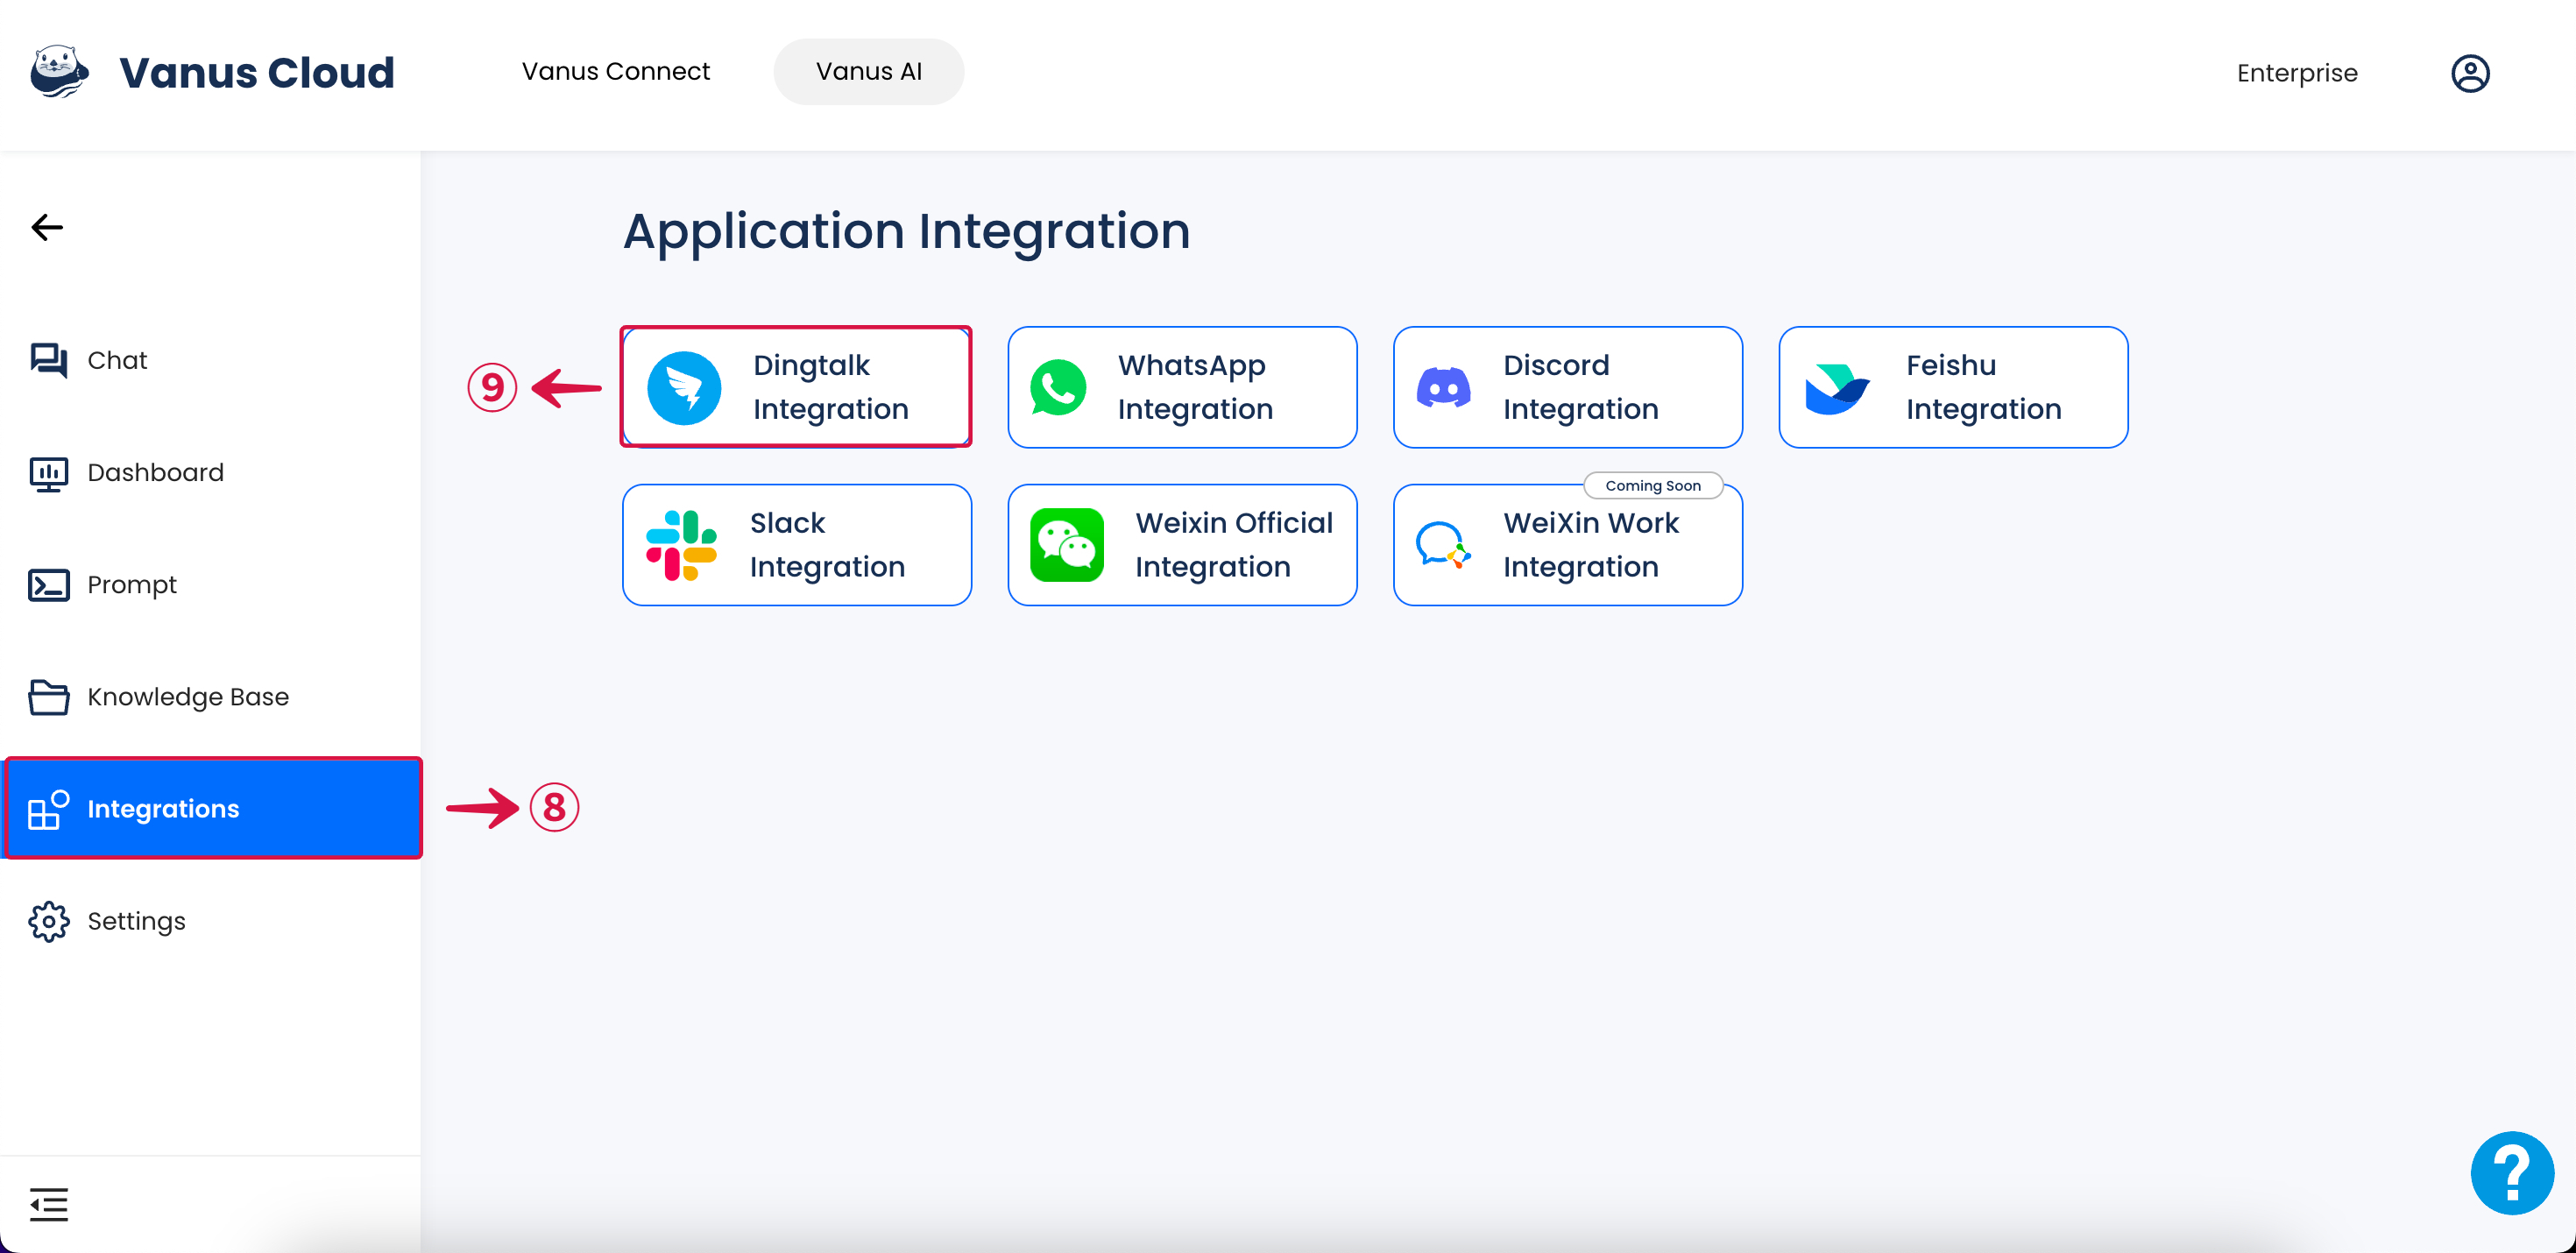 Vanus Cloud
Vanus Connect
Vanus AI
Enterprise
Application Integration
Chat
Dashboard
Prompt
Knowledge Base
Integrations
Settings
⑨
Dingtalk
Integration
WhatsApp
Integration
Discord
Integration
Feishu
Integration
Slack
Integration
Weixin Official
Integration
Coming Soon
WeiXin Work
Integration
⑧
?